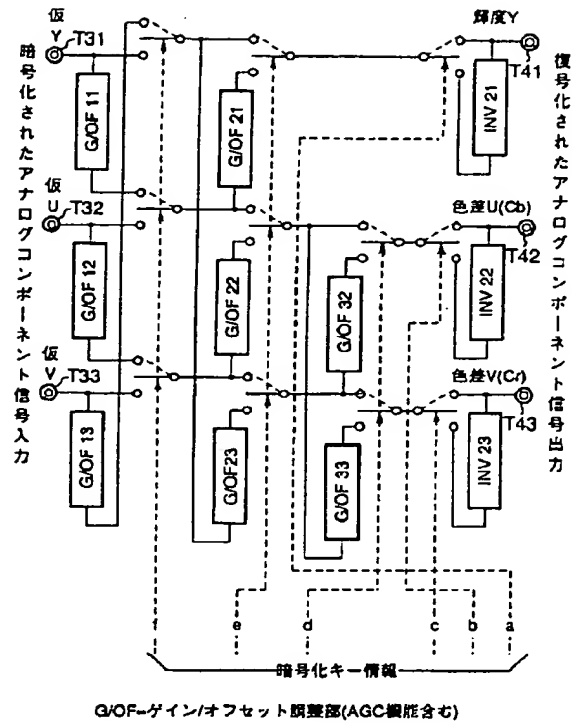 暗号化されたアナログコンポーネント信号入力
仮
Y
T31
G/OF 11
仮
U
T32
G/OF 12
仮
V
T33
G/OF 13
G/OF 21
G/OF 22
G/OF23
G/OF 32
G/OF 33
輝度Y
T41
INV 21
色差U(Cb)
T42
INV 22
色差V(Cr)
T43
INV 23
復号化されたアナログコンポーネント信号出力
f
e
d
c
b
a
暗号化キー情報
G/OF=ゲイン/オフセット調整部(AGC機能含む)